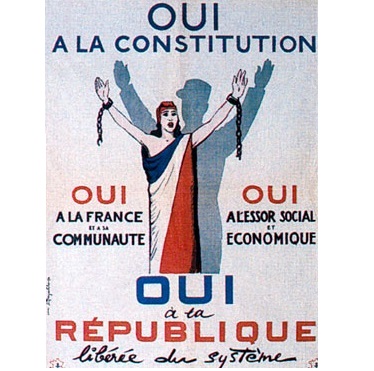 OUI
A LA CONSTITUTION
OUI
A LA FRANCE
ET A SA
COMMUNAUTE
OUI
A L'ESSOR SOCIAL
ET
ECONOMIQUE
OUI
à la
RÉPUBLIQUE
libérée du système